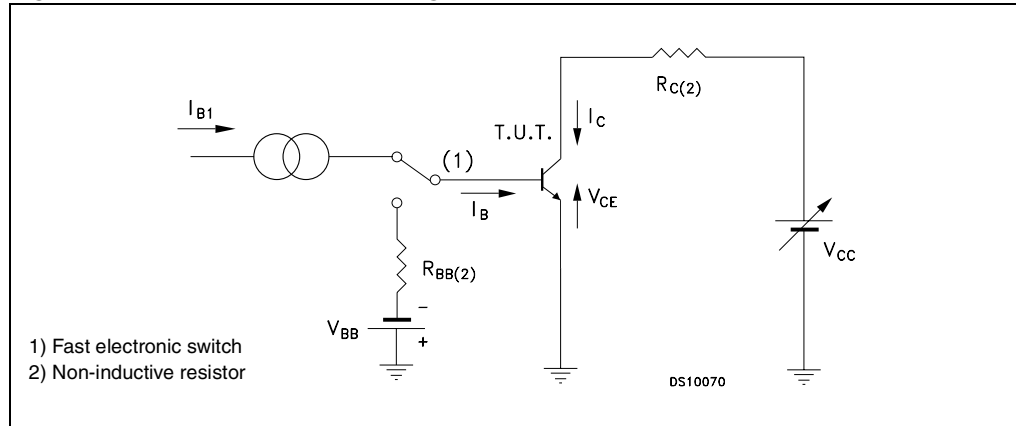 R_C(2)
I_B1
I_C
T.U.T.
(1)
I_B
V_CE
V_CC
R_BB(2)
−
V_BB
+
1) Fast electronic switch
2) Non-inductive resistor
DS10070